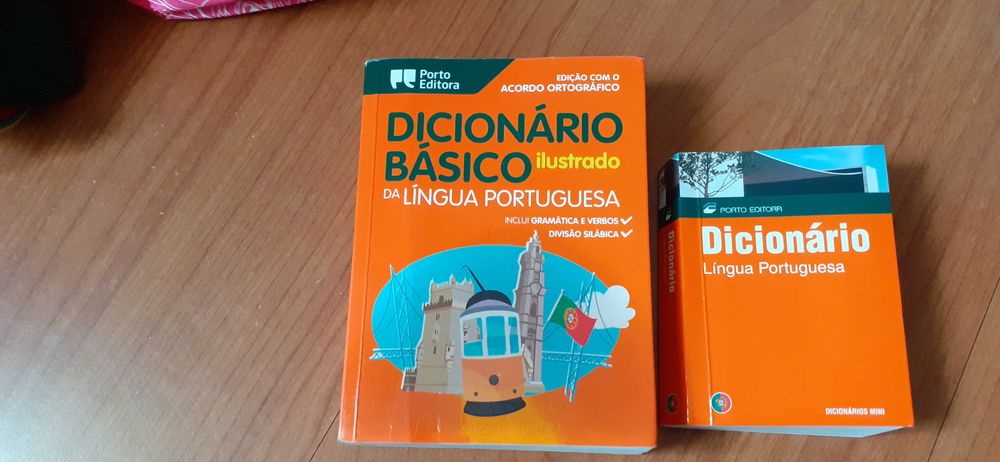 Porto
Editora
EDIÇÃO COM O
ACORDO ORTOGRÁFICO
DICIONÁRIO
BÁSICO ilustrado
DA LÍNGUA PORTUGUESA
INCLUI GRAMÁTICA E VERBOS
DIVISÃO SILÁBICA
PORTO EDITORA
Dicionário
Língua Portuguesa
DICIONÁRIOS MINI
Dicionário